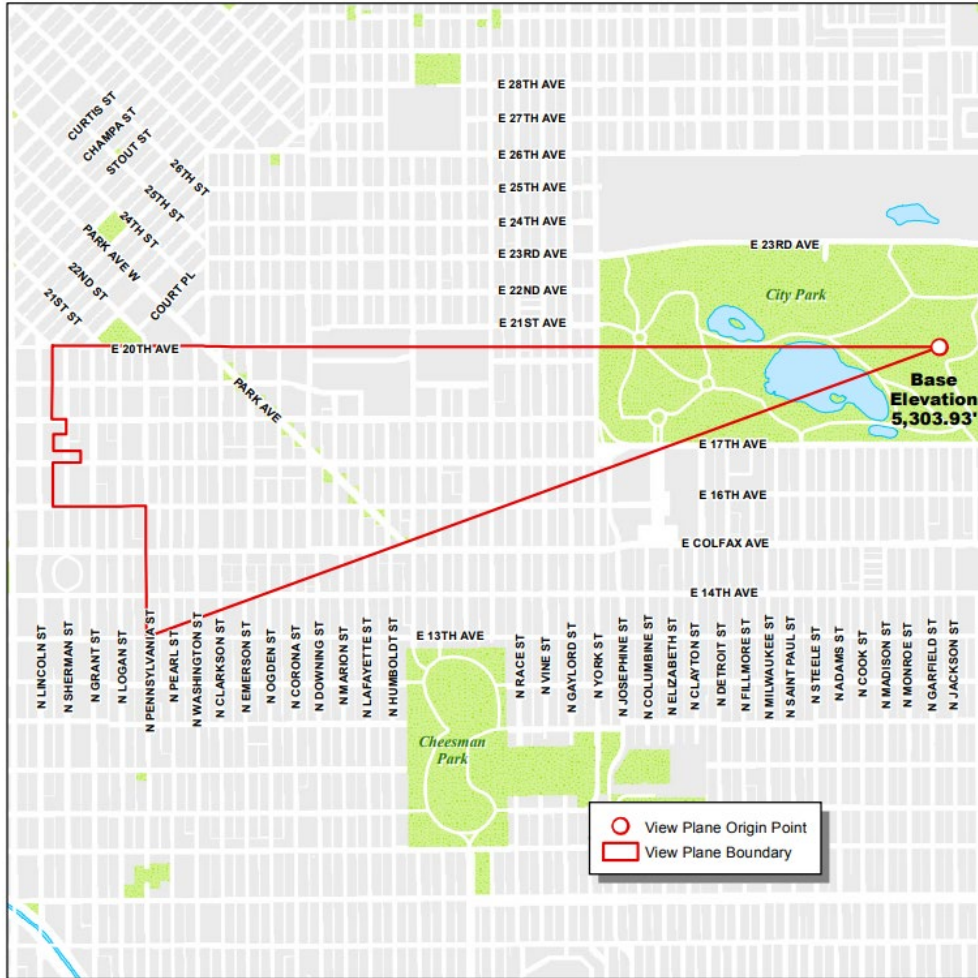 E 28TH AVE
E 27TH AVE
E 26TH AVE
E 25TH AVE
E 24TH AVE
E 23RD AVE
E 22ND AVE
E 21ST AVE
CURTIS ST
CHAMPA ST
STOUT ST
26TH ST
25TH ST
24TH ST
PARK AVE W
22ND ST
21ST ST
COURT PL
E 20TH AVE
PARK AVE
E 23RD AVE
City Park
Base
Elevation
5,303.93'
E 17TH AVE
E 16TH AVE
E COLFAX AVE
E 14TH AVE
E 13TH AVE
N LINCOLN ST
N SHERMAN ST
N GRANT ST
N LOGAN ST
N PENNSYLVANIA ST
N PEARL ST
N WASHINGTON ST
N CLARKSON ST
N EMERSON ST
N OGDEN ST
N CORONA ST
N DOWNING ST
N MARION ST
N LAFAYETTE ST
N HUMBOLDT ST
N RACE ST
N VINE ST
N GAYLORD ST
N YORK ST
N JOSEPHINE ST
N COLUMBINE ST
N ELIZABETH ST
N CLAYTON ST
N DETROIT ST
N FILLMORE ST
N MILWAUKEE ST
N SAINT PAUL ST
N STEELE ST
N ADAMS ST
N COOK ST
N MADISON ST
N MONROE ST
N GARFIELD ST
N JACKSON ST
Cheesman
Park
View Plane Origin Point
View Plane Boundary